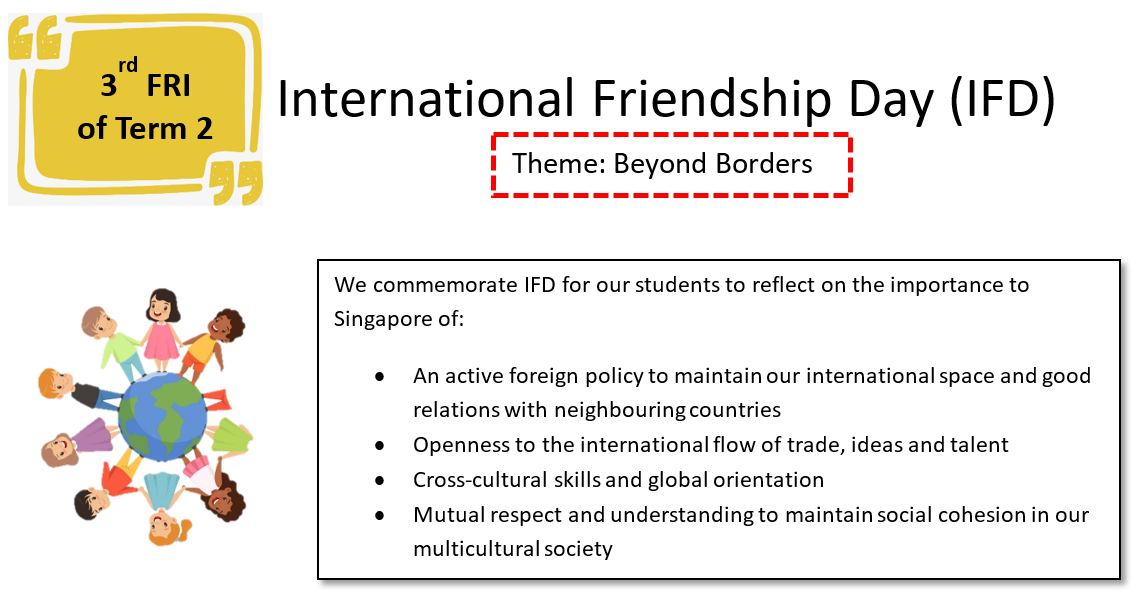 3rd FRI
of Term 2
International Friendship Day (IFD)
Theme: Beyond Borders
We commemorate IFD for our students to reflect on the importance to
Singapore of:
• An active foreign policy to maintain our international space and good
relations with neighbouring countries
• Openness to the international flow of trade, ideas and talent
• Cross-cultural skills and global orientation
• Mutual respect and understanding to maintain social cohesion in our
multicultural society